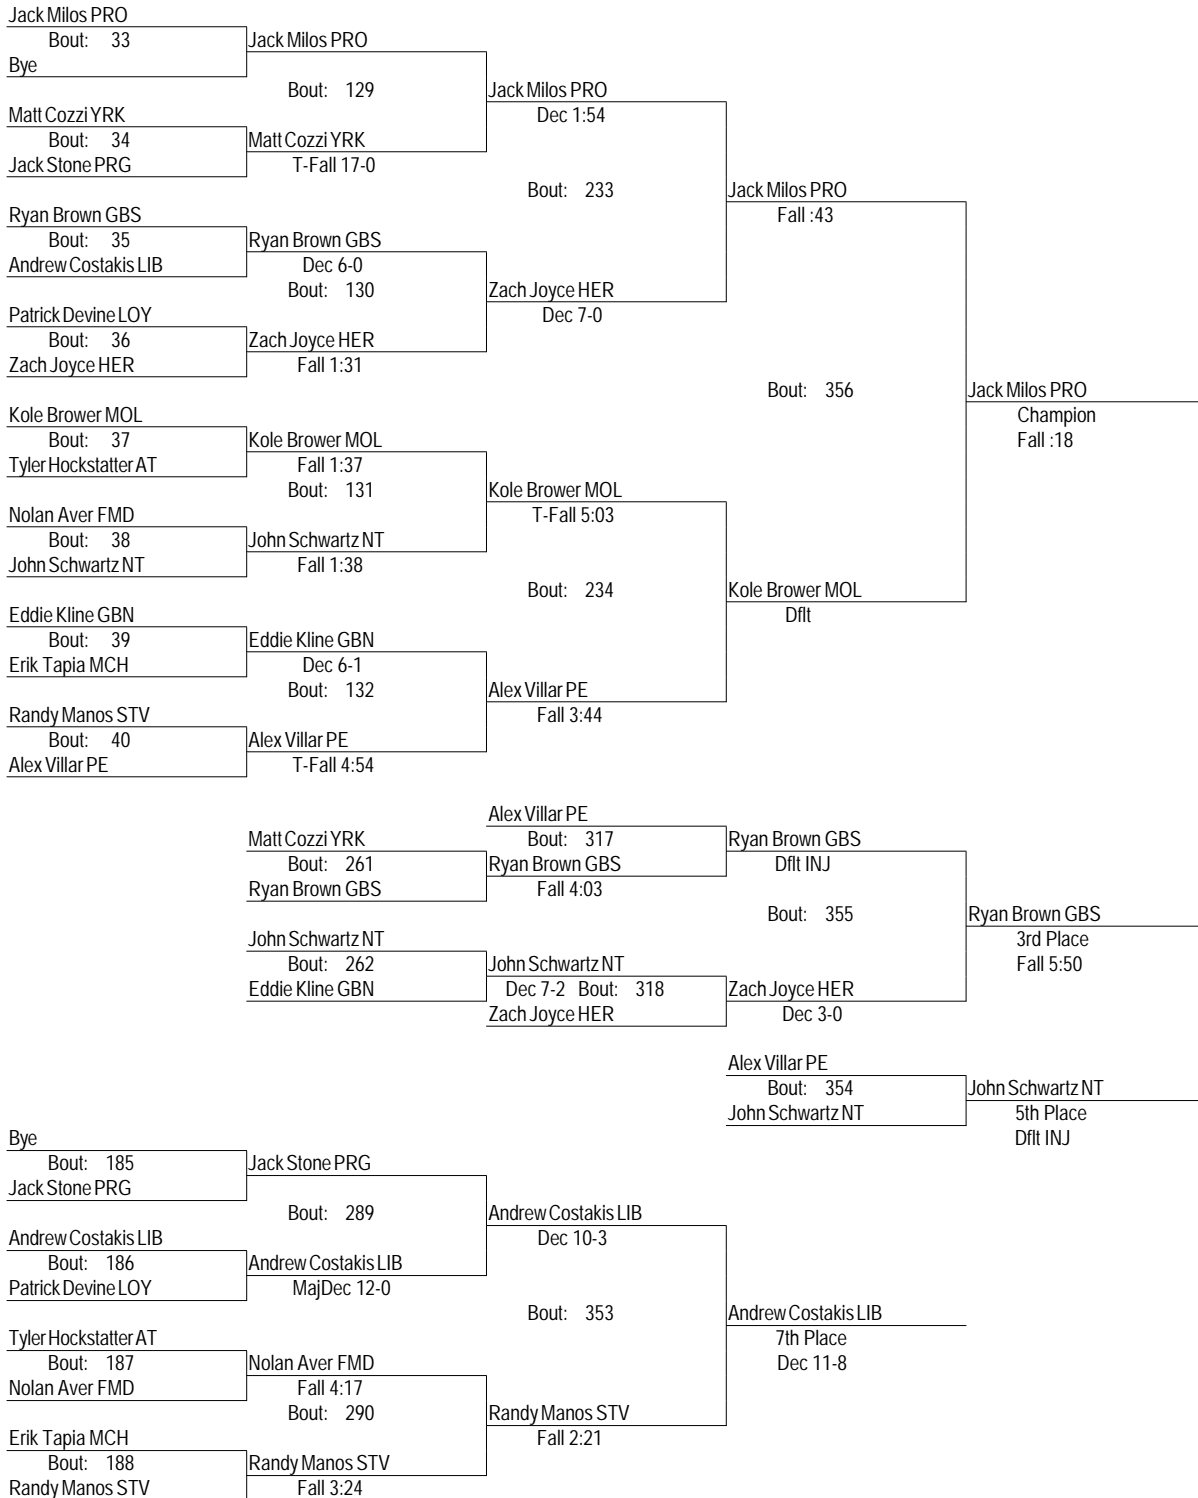 Jack Milos PRO
Bout: 33
Jack Milos PRO
Bye
Bout: 129
Jack Milos PRO
Dec 1:54
Matt Cozzi YRK
Bout: 34
Matt Cozzi YRK
Jack Stone PRG
T-Fall 17-0
Bout: 233
Jack Milos PRO
Fall :43
Ryan Brown GBS
Bout: 35
Ryan Brown GBS
Andrew Costakis LIB
Dec 6-0
Bout: 130
Zach Joyce HER
Dec 7-0
Patrick Devine LOY
Bout: 36
Zach Joyce HER
Zach Joyce HER
Fall 1:31
Bout: 356
Jack Milos PRO
Champion
Fall :18
Kole Brower MOL
Bout: 37
Kole Brower MOL
Tyler Hockstatter AT
Fall 1:37
Bout: 131
Kole Brower MOL
T-Fall 5:03
Nolan Aver FMD
Bout: 38
John Schwartz NT
John Schwartz NT
Fall 1:38
Bout: 234
Kole Brower MOL
Dflt
Eddie Kline GBN
Bout: 39
Eddie Kline GBN
Erik Tapia MCH
Dec 6-1
Bout: 132
Alex Villar PE
Fall 3:44
Randy Manos STV
Bout: 40
Alex Villar PE
Alex Villar PE
T-Fall 4:54
Alex Villar PE
Matt Cozzi YRK
Bout: 317
Ryan Brown GBS
Bout: 261
Ryan Brown GBS
Dflt INJ
Ryan Brown GBS
Fall 4:03
Bout: 355
Ryan Brown GBS
3rd Place
Fall 5:50
John Schwartz NT
Bout: 262
John Schwartz NT
Eddie Kline GBN
Dec 7-2 Bout: 318
Zach Joyce HER
Zach Joyce HER
Dec 3-0
Alex Villar PE
Bout: 354
John Schwartz NT
John Schwartz NT
5th Place
Dflt INJ
Bye
Bout: 185
Jack Stone PRG
Jack Stone PRG
Bout: 289
Andrew Costakis LIB
Dec 10-3
Andrew Costakis LIB
Bout: 186
Andrew Costakis LIB
Patrick Devine LOY
MajDec 12-0
Bout: 353
Andrew Costakis LIB
7th Place
Dec 11-8
Tyler Hockstatter AT
Bout: 187
Nolan Aver FMD
Nolan Aver FMD
Fall 4:17
Bout: 290
Randy Manos STV
Fall 2:21
Erik Tapia MCH
Bout: 188
Randy Manos STV
Randy Manos STV
Fall 3:24